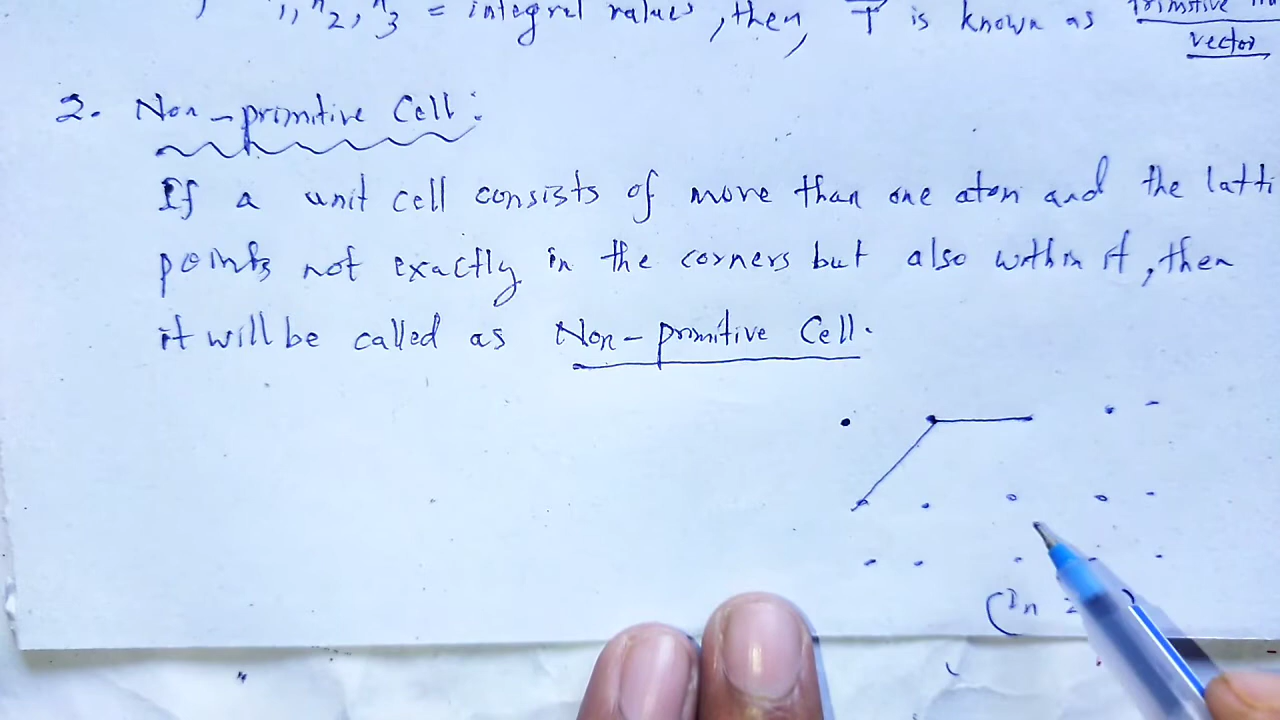 1, n2, n3 = integral values, then, T is known as
vector
2. Non-primitive Cell:
If a unit cell consists of more than one atom and the latti
points not exactly in the corners but also within it, then
it will be called as Non-primitive Cell.
(In